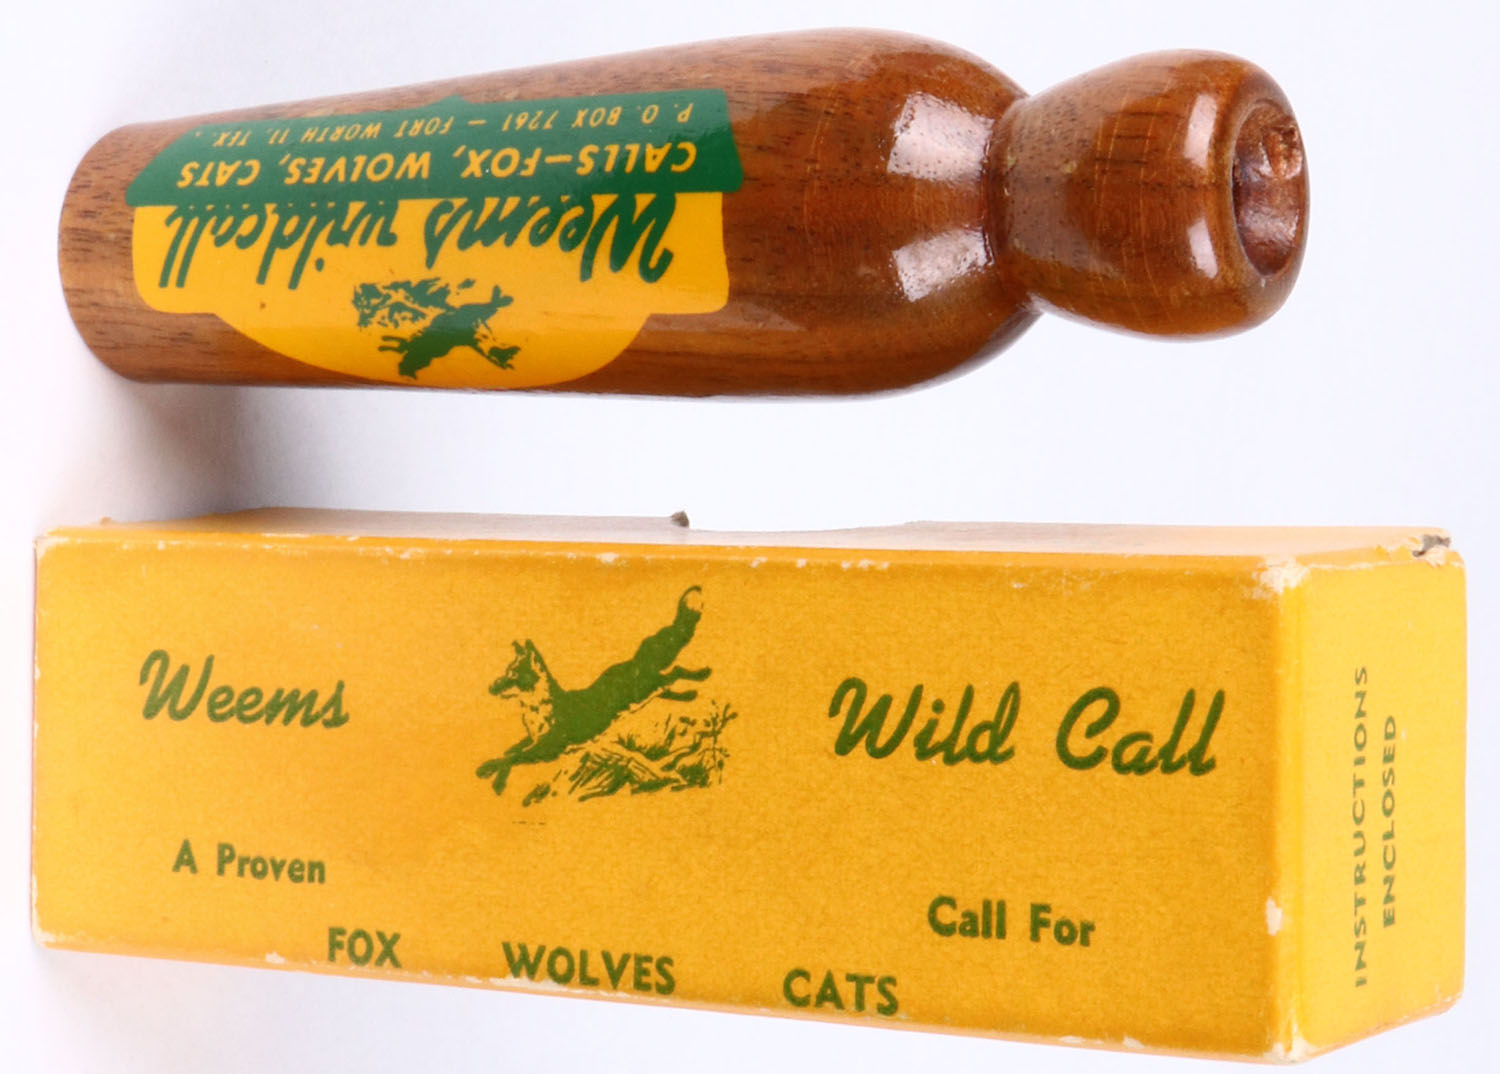 Weems wildcall
CALLS—FOX, WOLVES, CATS
P. O. BOX 7261 — FORT WORTH 11, TEX.
Weems Wild Call
A Proven Call For
FOX WOLVES CATS
INSTRUCTIONS
ENCLOSED